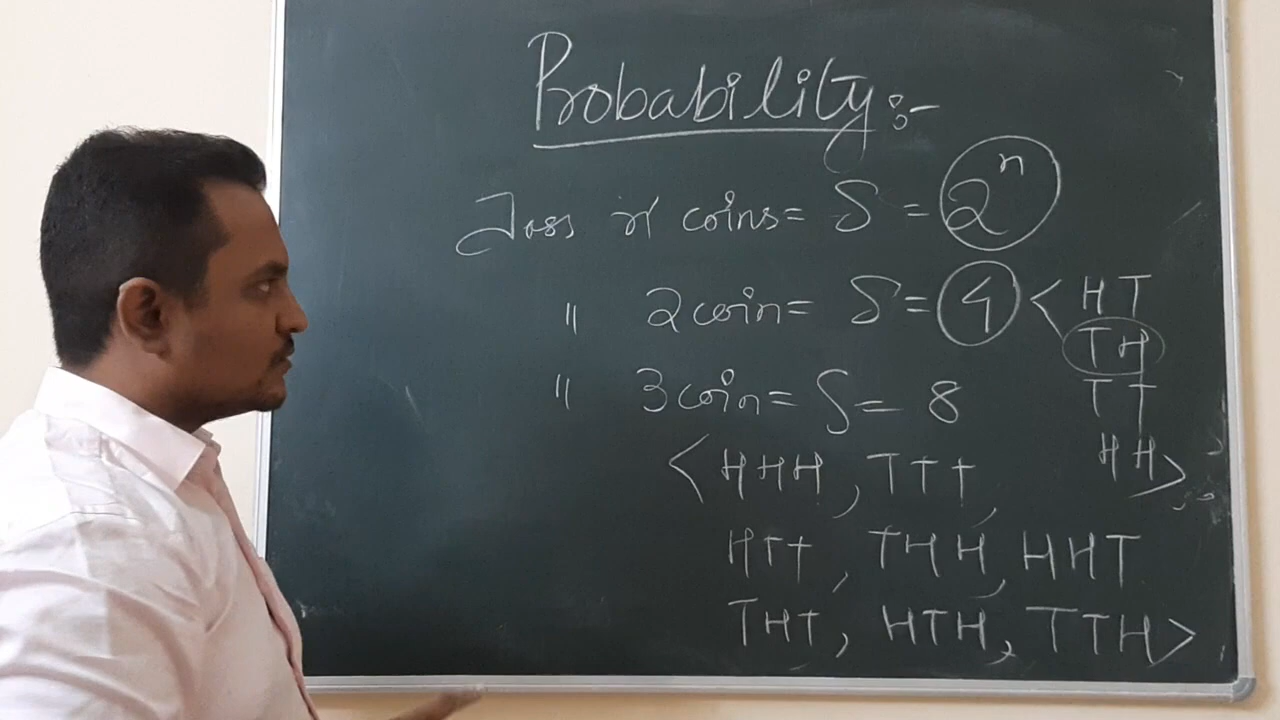 Probability :-
Toss n coins = S = 2ⁿ
" 2 coin = S = 4 < HT
TH
" 3 coin = S = 8 TT
HH >
< HHH, TTT,
HTT, THH, HHT
THT, HTH, TTH >